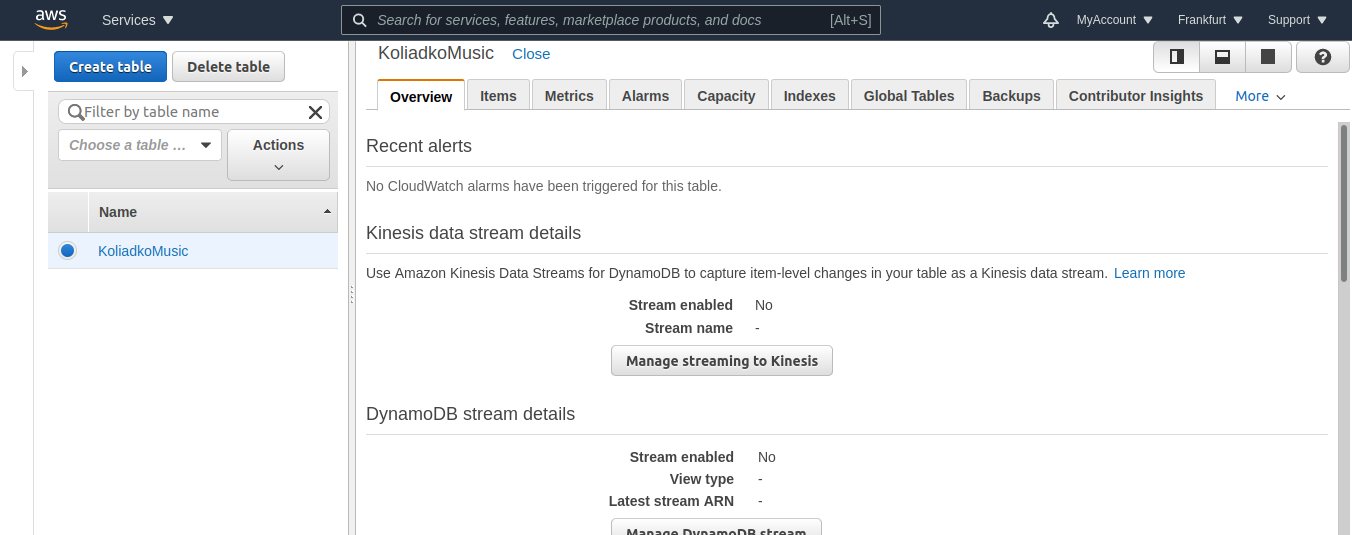 aws Services Search for services, features, marketplace products, and docs [Alt+S] MyAccount Frankfurt Support
Create table Delete table
Filter by table name
Choose a table ... Actions
Name
KoliadkoMusic
KoliadkoMusic Close
Overview Items Metrics Alarms Capacity Indexes Global Tables Backups Contributor Insights More
Recent alerts
No CloudWatch alarms have been triggered for this table.
Kinesis data stream details
Use Amazon Kinesis Data Streams for DynamoDB to capture item-level changes in your table as a Kinesis data stream. Learn more
Stream enabled No
Stream name -
Manage streaming to Kinesis
DynamoDB stream details
Stream enabled No
View type -
Latest stream ARN -
Manage DynamoDB stream